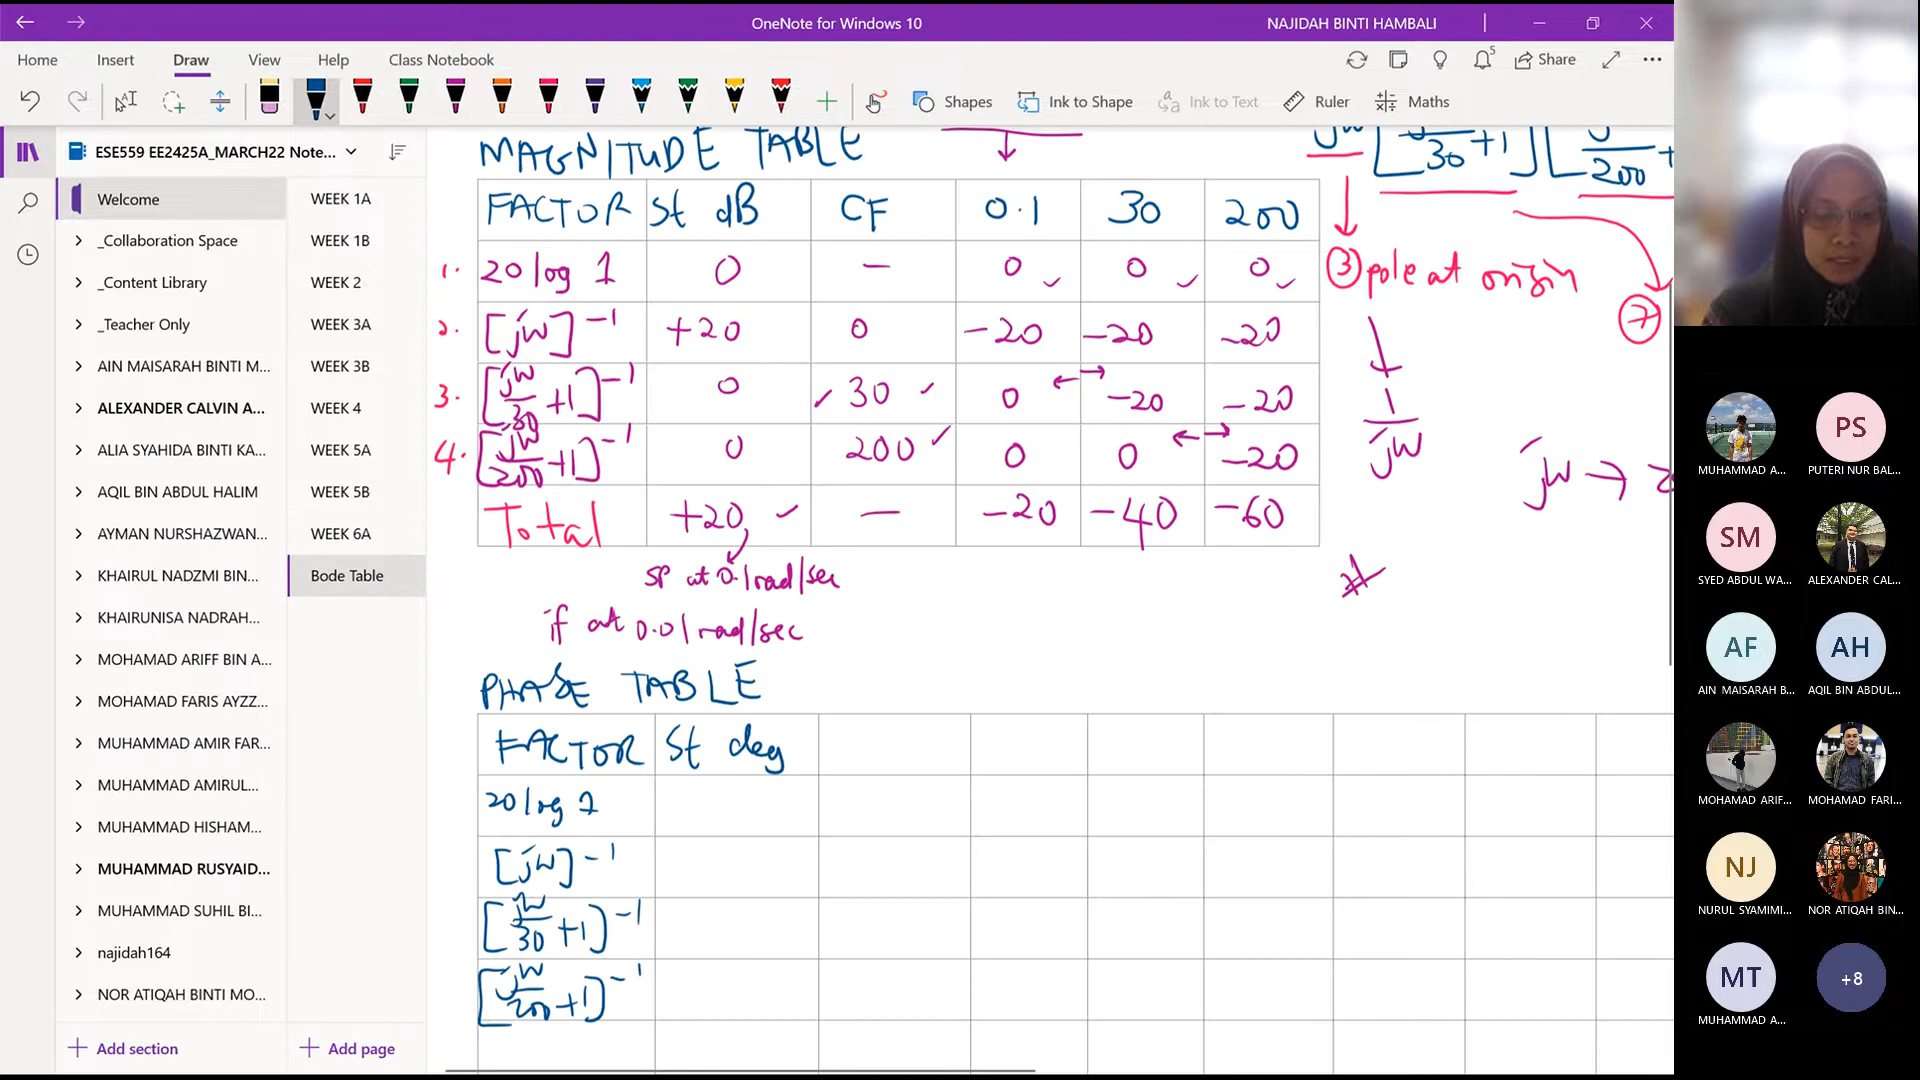 OneNote for Windows 10
NAJIDAH BINTI HAMBALI
Home Insert Draw View Help Class Notebook
5 Share
Shapes Ink to Shape Ink to Text Ruler Maths
ESE559 EE2425A_MARCH22 Note...
Welcome
_Collaboration Space
_Content Library
_Teacher Only
AIN MAISARAH BINTI M...
ALEXANDER CALVIN A...
ALIA SYAHIDA BINTI KA...
AQIL BIN ABDUL HALIM
AYMAN NURSHAZWAN...
KHAIRUL NADZMI BIN...
KHAIRUNISA NADRAH...
MOHAMAD ARIFF BIN A...
MOHAMAD FARIS AYZZ...
MUHAMMAD AMIR FAR...
MUHAMMAD AMIRUL...
MUHAMMAD HISHAM...
MUHAMMAD RUSYAID...
MUHAMMAD SUHIL BI...
najidah164
NOR ATIQAH BINTI MO...
Add section
WEEK 1A
WEEK 1B
WEEK 2
WEEK 3A
WEEK 3B
WEEK 4
WEEK 5A
WEEK 5B
WEEK 6A
Bode Table
Add page
MAGNITUDE TABLE
FACTOR St dB CF 0.1 30 200
1. 20 log 1 0 — 0 0 0
2. [jw]⁻¹ +20 0 -20 -20 -20
3. [jw/30 +1]⁻¹ 0 30 0 -20 -20
4. [jw/200 +1]⁻¹ 0 200 0 0 -20
Total +20 — -20 -40 -60
SP at 0.1 rad/sec
if at 0.01 rad/sec
jw [ /30 +1][ /200 +
③ pole at origin
1/jw
jw →
PHASE TABLE
FACTOR St deg
20 log 1
[jw]⁻¹
[jw/30 +1]⁻¹
[jw/200 +1]⁻¹
MUHAMMAD A...
PS
PUTERI NUR BAL...
SM
SYED ABDUL WA...
ALEXANDER CAL...
AF
AIN MAISARAH B...
AH
AQIL BIN ABDUL...
MOHAMAD ARIF...
MOHAMAD FARI...
NJ
NURUL SYAMIMI...
NOR ATIQAH BIN...
MT
MUHAMMAD A...
+8